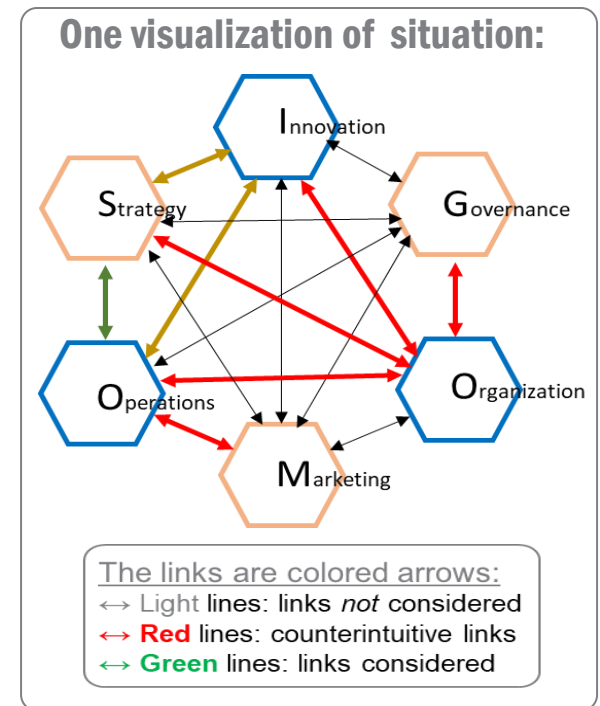 One visualization of situation:
Innovation
Strategy
Governance
Operations
Organization
Marketing
The links are colored arrows:
↔ Light lines: links not considered
↔ Red lines: counterintuitive links
↔ Green lines: links considered